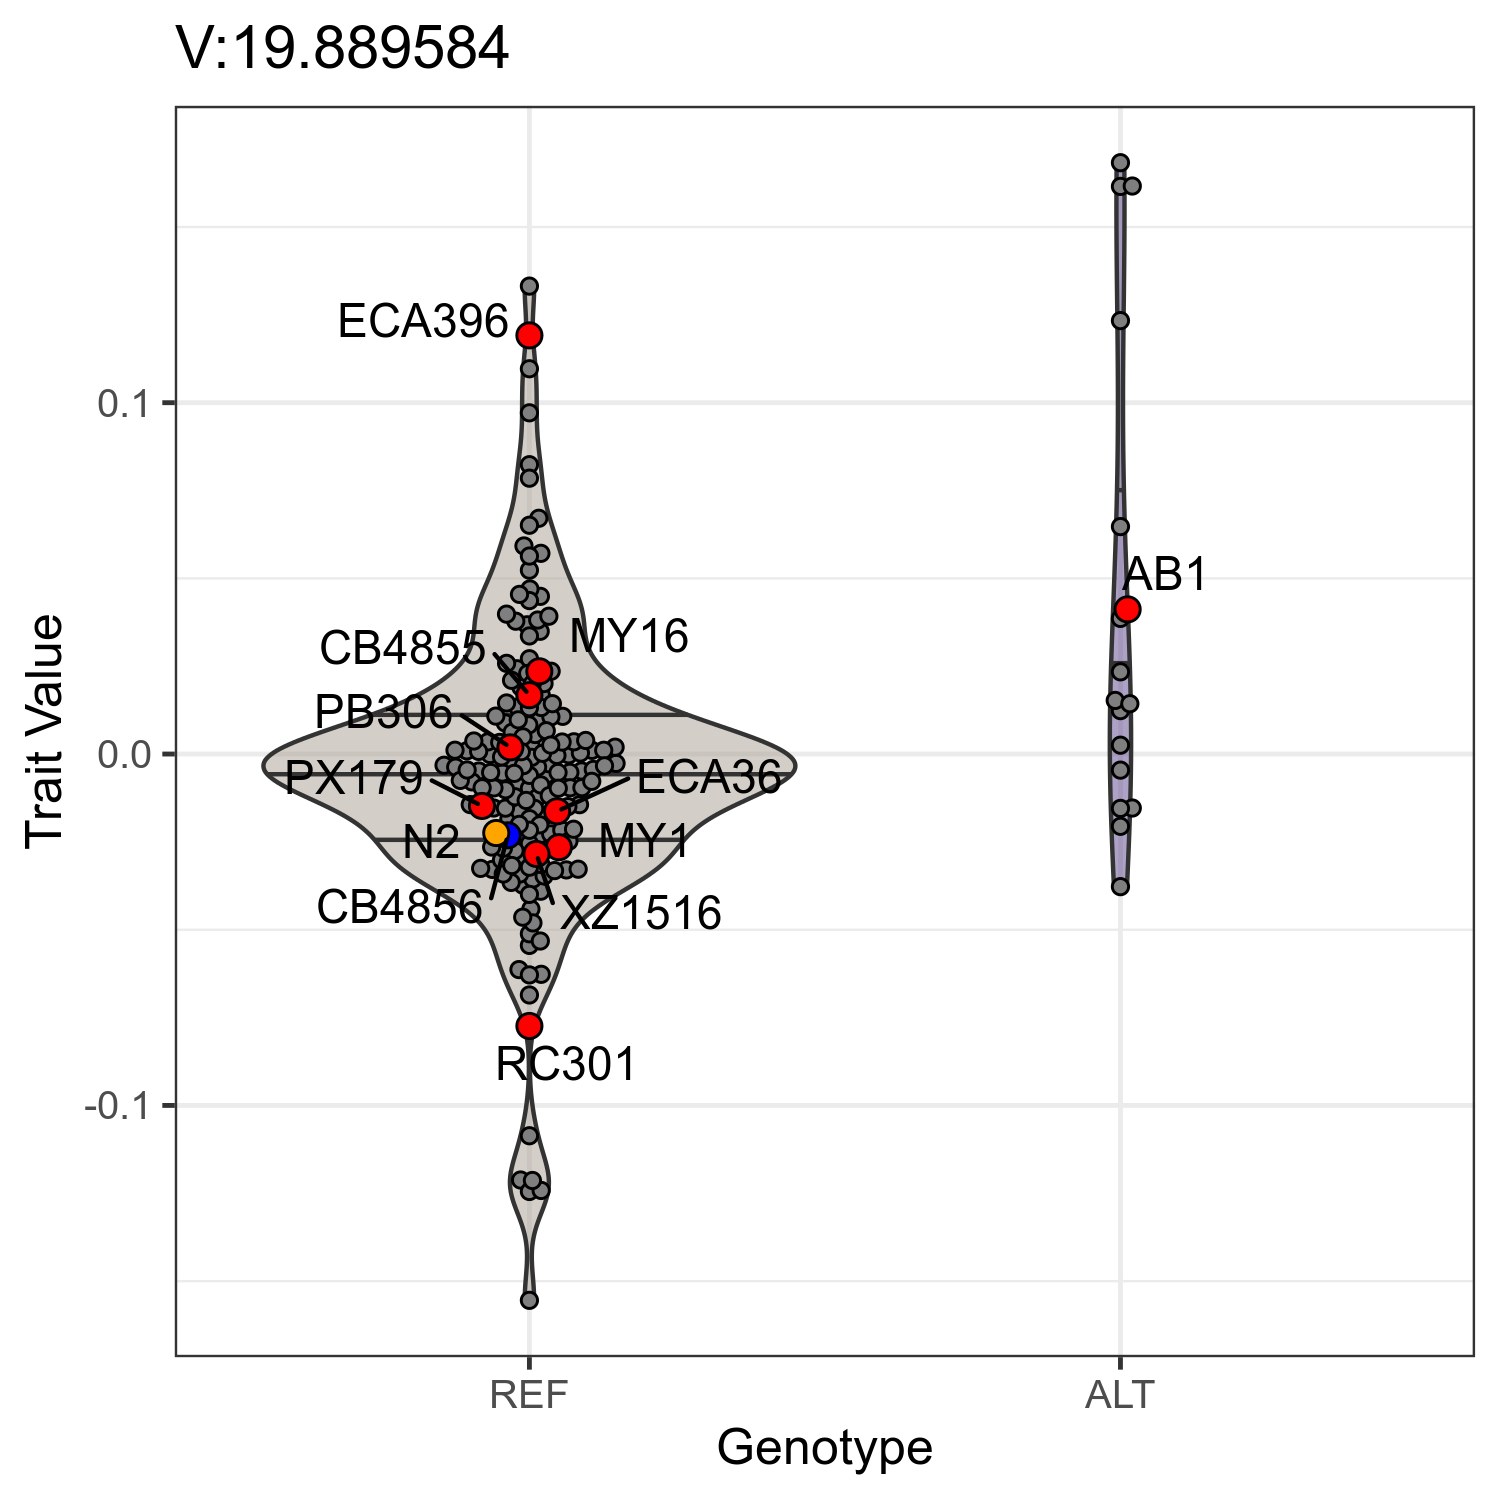 V:19.889584
ECA396
0.1
AB1
MY16
CB4855
PB306
0.0
PX179
ECA36
N2
MY1
CB4856
XZ1516
RC301
-0.1
Trait Value
REF
ALT
Genotype